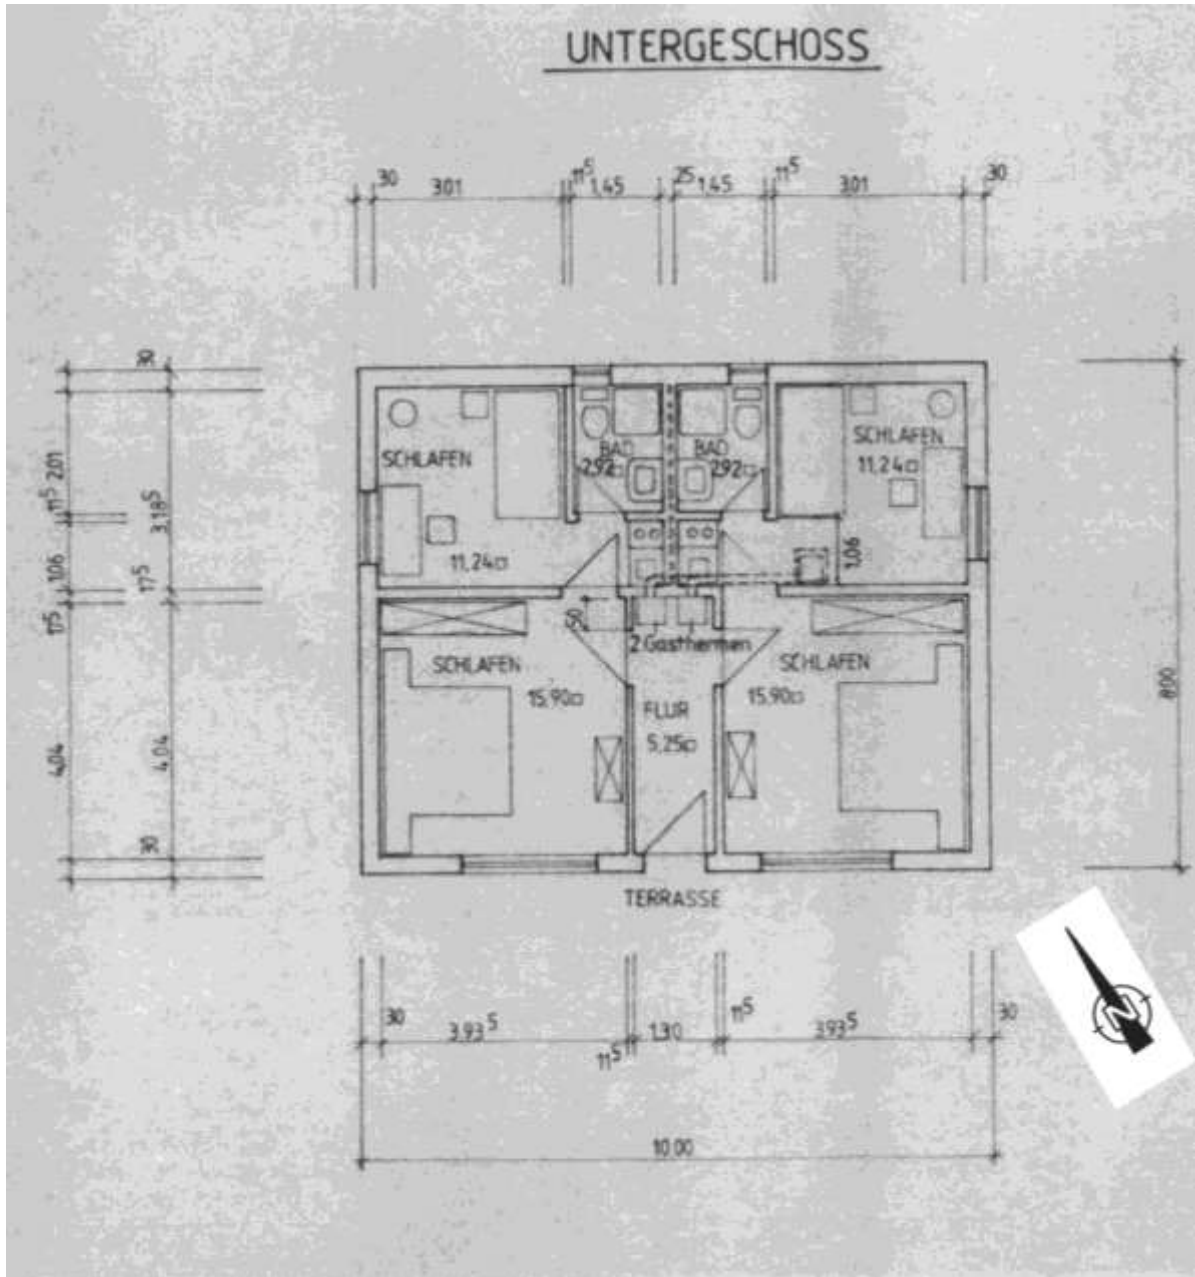 UNTERGESCHOSS
30 3.01 11⁵ 1,45 25 1,45 11⁵ 3.01 30
30
2.01
11⁵
3.18⁵
1.06
17⁵
17⁵
4.04
4.04
30
8.00
SCHLAFEN
11,24□
BAD
2.92□
BAD
2.92□
SCHLAFEN
11.24□
1,06
50
2.Gasthermen
SCHLAFEN
15,90□
FLUR
5,25□
SCHLAFEN
15,90□
TERRASSE
N
30 3.93⁵ 11⁵ 1.30 11⁵ 3.93⁵ 30
10.00